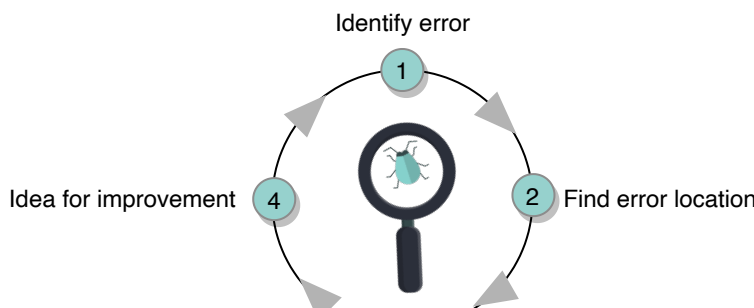 Identify error
1
2 Find error location
Idea for improvement 4